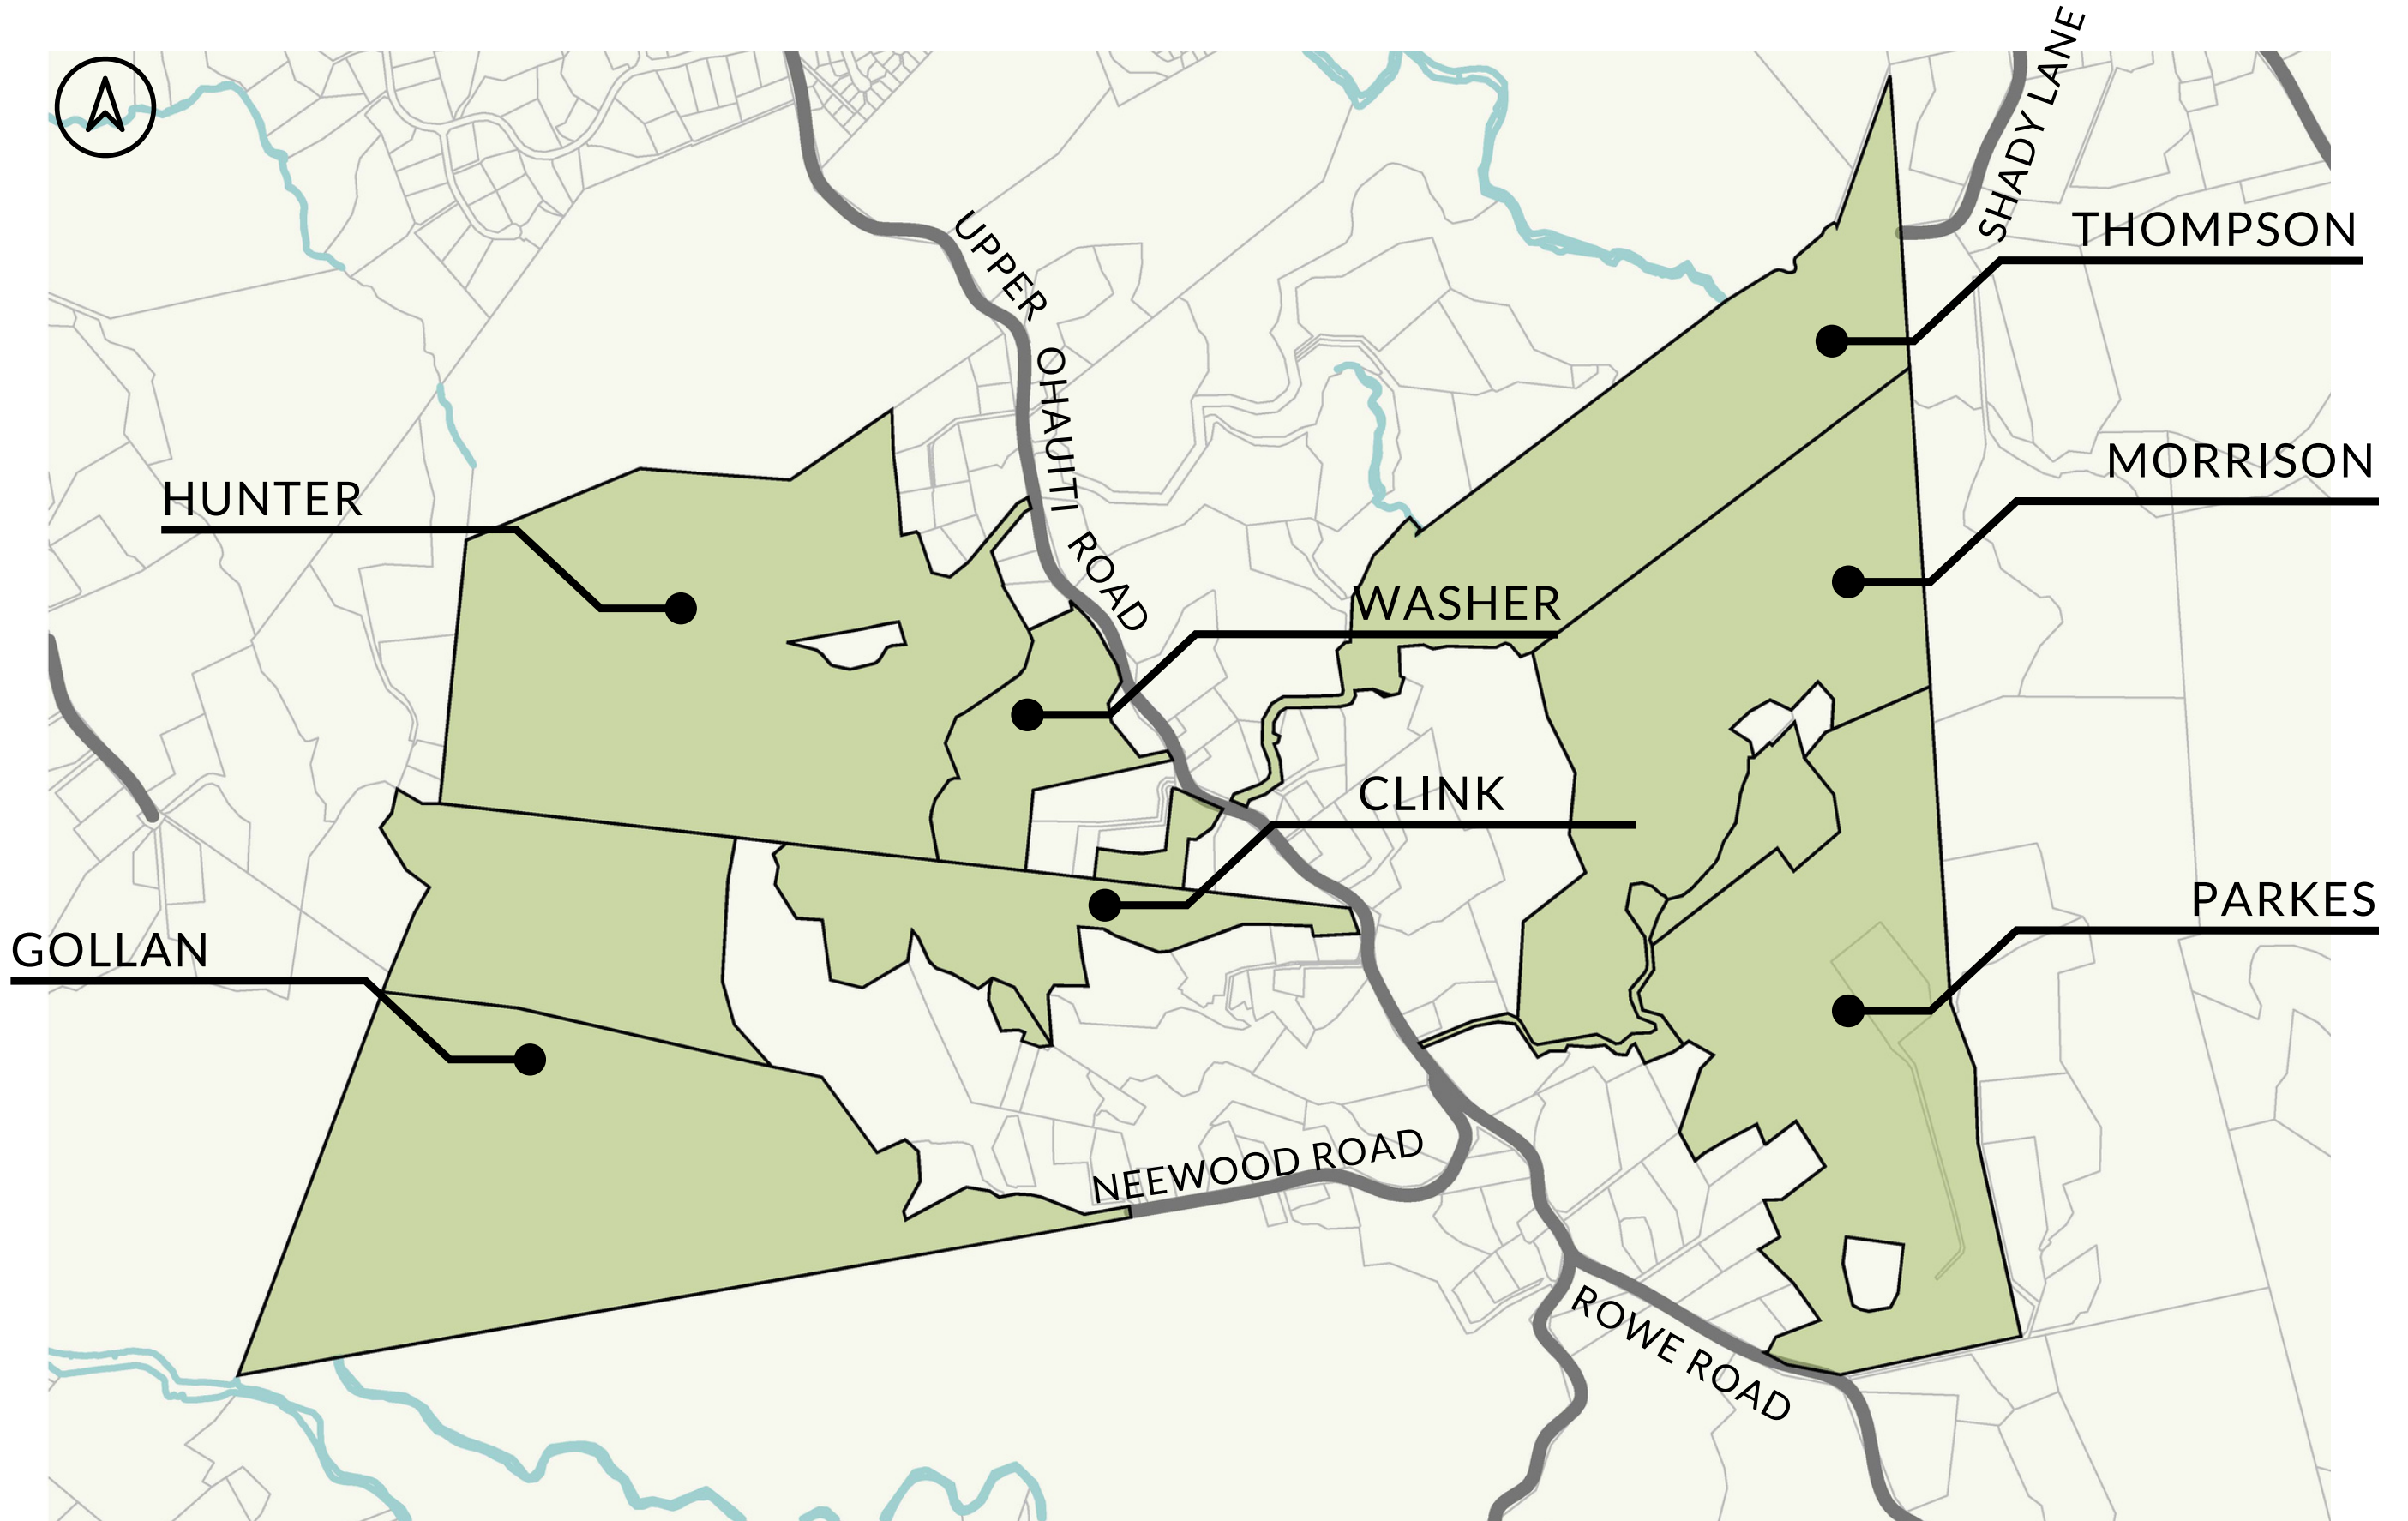 SHADY LANE
THOMPSON
UPPER OHAUITI ROAD
MORRISON
HUNTER
WASHER
CLINK
PARKES
GOLLAN
NEEWOOD ROAD
ROWE ROAD